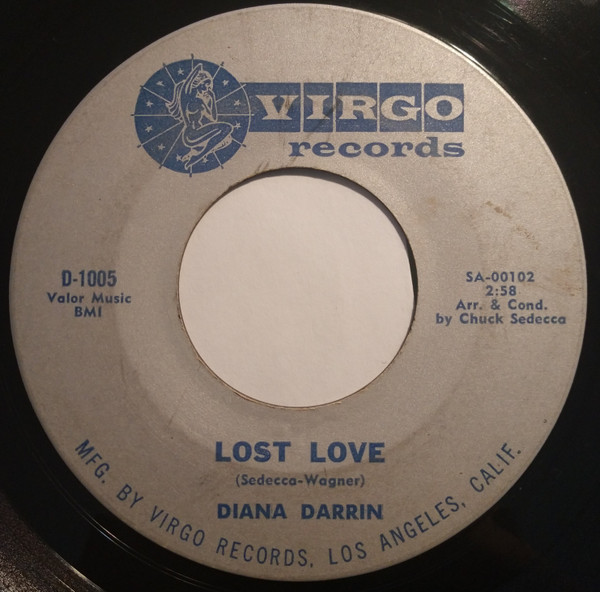 VIRGO
records
D-1005
Valor Music
BMI
SA-00102
2:58
Arr. & Cond.
by Chuck Sedecca
LOST LOVE
(Sedecca-Wagner)
DIANA DARRIN
MFG. BY VIRGO RECORDS, LOS ANGELES, CALIF.